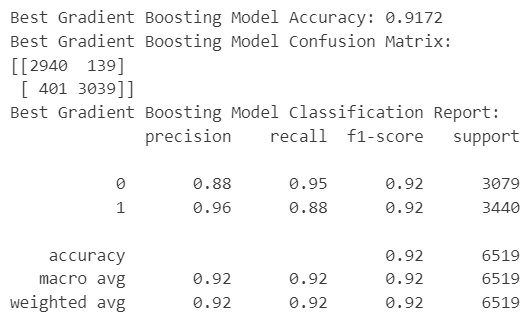 Best Gradient Boosting Model Accuracy: 0.9172
Best Gradient Boosting Model Confusion Matrix:
[[2940  139]
 [ 401 3039]]
Best Gradient Boosting Model Classification Report:
              precision    recall  f1-score   support

           0       0.88      0.95      0.92      3079
           1       0.96      0.88      0.92      3440

    accuracy                           0.92      6519
   macro avg       0.92      0.92      0.92      6519
weighted avg       0.92      0.92      0.92      6519